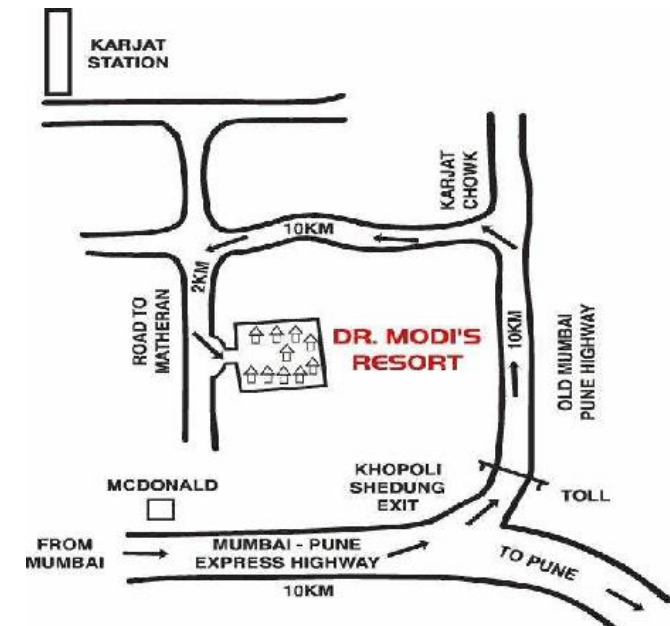 KARJAT
STATION
KARJAT
CHOWK
10KM
2KM
ROAD TO
MATHERAN
DR. MODI'S
RESORT
10KM
OLD MUMBAI
PUNE HIGHWAY
KHOPOLI
SHEDUNG
EXIT
TOLL
MCDONALD
FROM
MUMBAI
MUMBAI - PUNE
EXPRESS HIGHWAY
10KM
TO PUNE